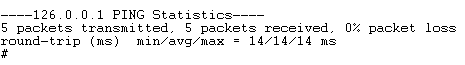 ----126.0.0.1 PING Statistics----
5 packets transmitted, 5 packets received, 0% packet loss
round-trip (ms)  min/avg/max = 14/14/14 ms
#